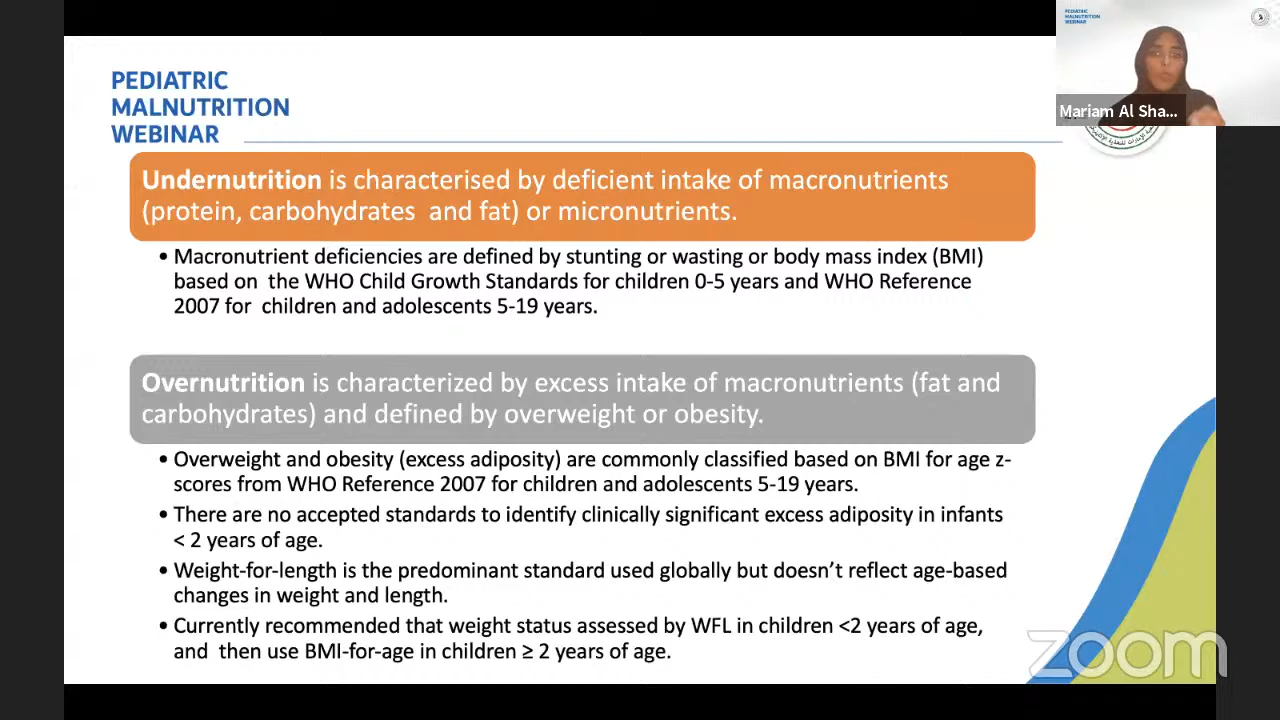 PEDIATRIC
MALNUTRITION
WEBINAR
PEDIATRIC
MALNUTRITION
WEBINAR
Mariam Al Sha...
Undernutrition is characterised by deficient intake of macronutrients
(protein, carbohydrates and fat) or micronutrients.
• Macronutrient deficiencies are defined by stunting or wasting or body mass index (BMI)
based on the WHO Child Growth Standards for children 0-5 years and WHO Reference
2007 for children and adolescents 5-19 years.
Overnutrition is characterized by excess intake of macronutrients (fat and
carbohydrates) and defined by overweight or obesity.
• Overweight and obesity (excess adiposity) are commonly classified based on BMI for age z-
scores from WHO Reference 2007 for children and adolescents 5-19 years.
• There are no accepted standards to identify clinically significant excess adiposity in infants
< 2 years of age.
• Weight-for-length is the predominant standard used globally but doesn’t reflect age-based
changes in weight and length.
• Currently recommended that weight status assessed by WFL in children <2 years of age,
and then use BMI-for-age in children ≥ 2 years of age.
zoom